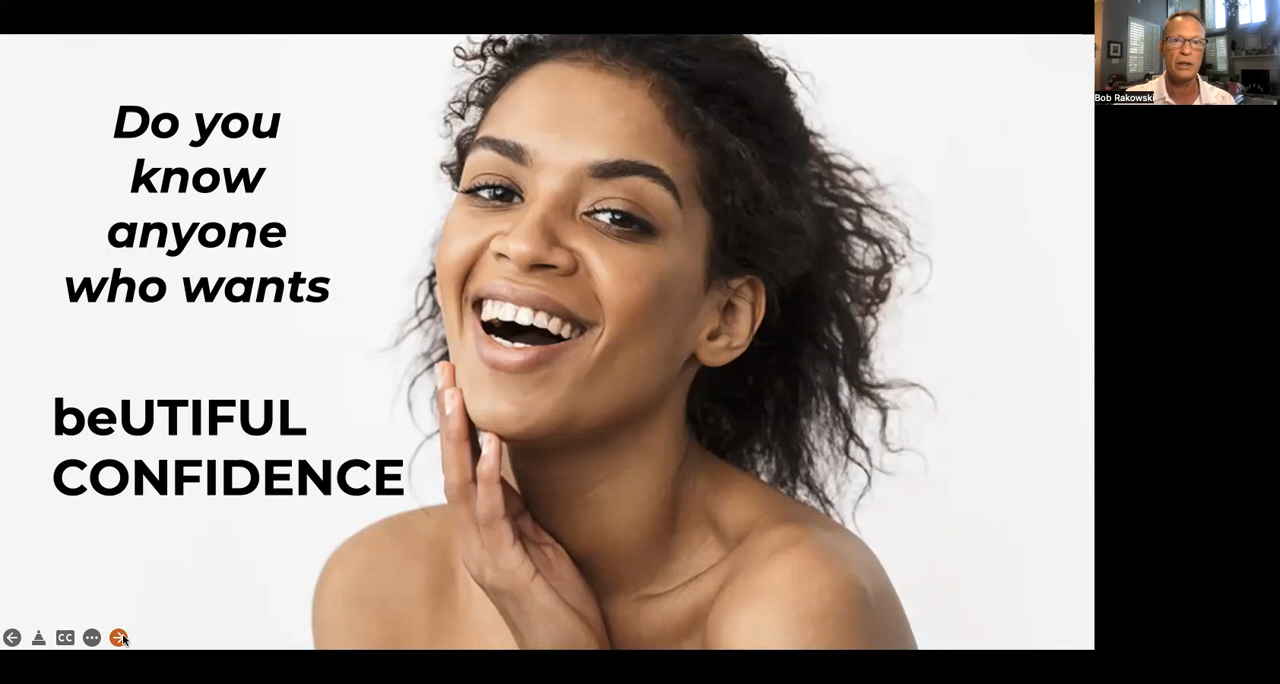 Do you
know
anyone
who wants
beUTIFUL
CONFIDENCE
Bob Rakowski
CC